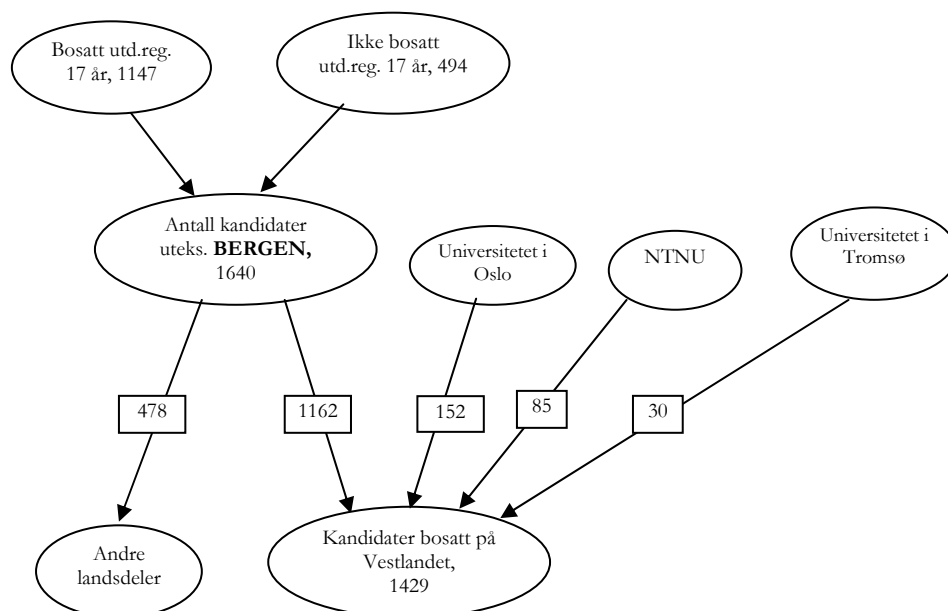 Bosatt utd.reg.
17 år, 1147
Ikke bosatt
utd.reg. 17 år, 494
Antall kandidater
uteks. BERGEN,
1640
Universitetet i
Oslo
NTNU
Universitetet i
Tromsø
478
1162
152
85
30
Andre
landsdeler
Kandidater bosatt på
Vestlandet,
1429